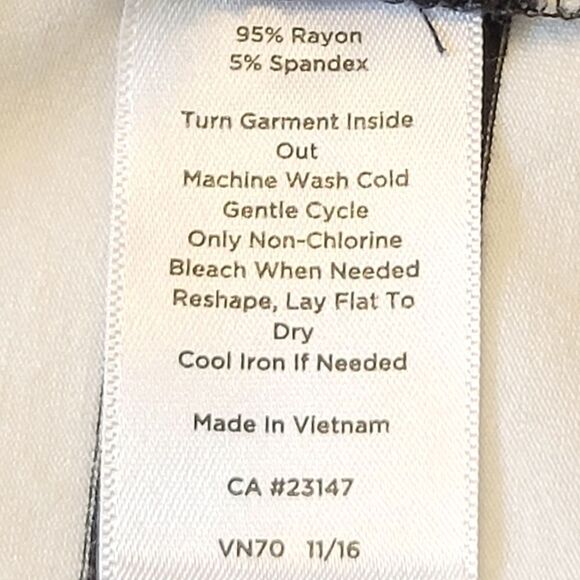 95% Rayon
5% Spandex
Turn Garment Inside
Out
Machine Wash Cold
Gentle Cycle
Only Non-Chlorine
Bleach When Needed
Reshape, Lay Flat To
Dry
Cool Iron If Needed
Made In Vietnam
CA #23147
VN70 11/16